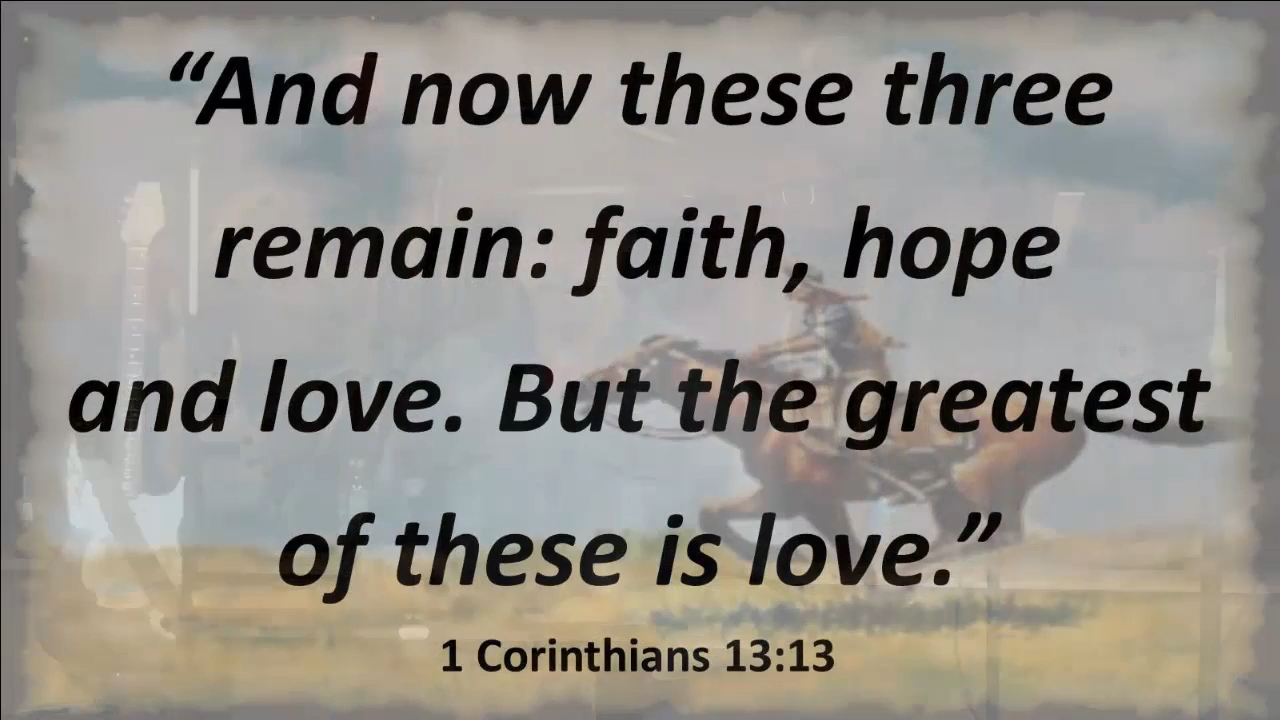 “And now these three
remain: faith, hope
and love. But the greatest
of these is love.”
1 Corinthians 13:13